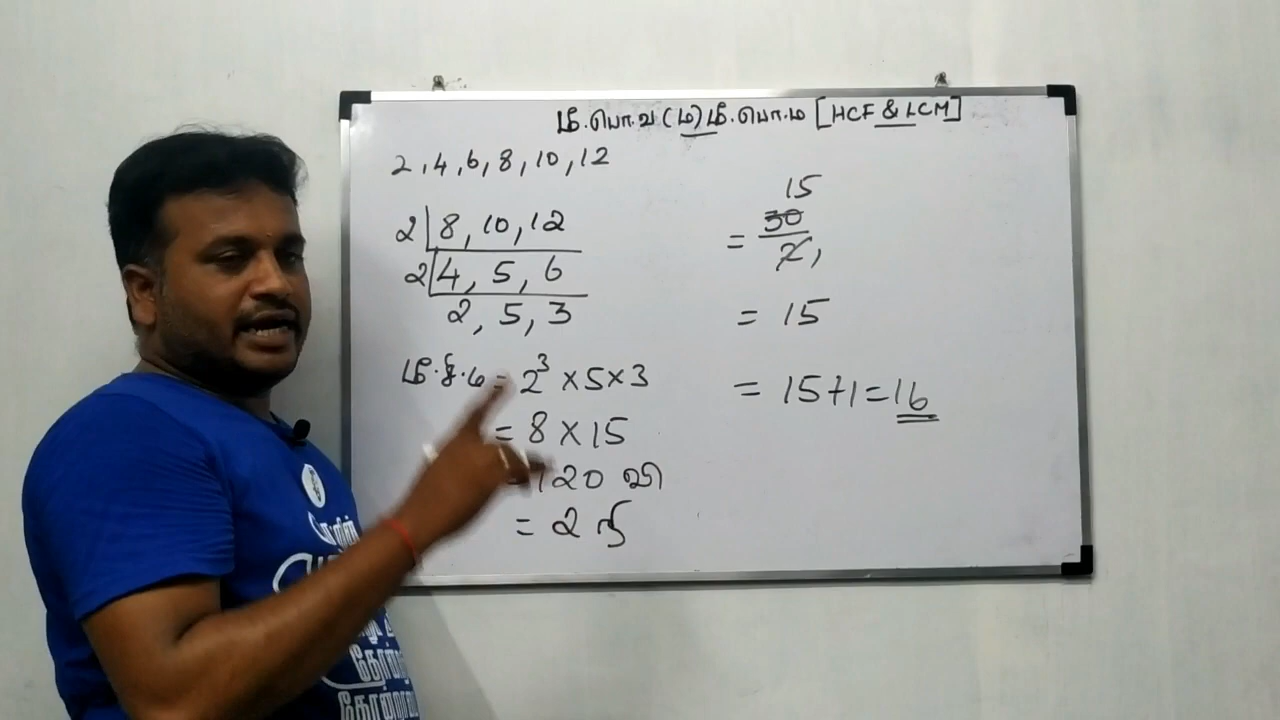 மீ.பொ.வ (ம) மீ.பொ.ம [HCF & LCM]
2, 4, 6, 8, 10, 12
2 | 8, 10, 12
2 | 4, 5, 6
2, 5, 3
= 2³ × 5 × 3
= 8 × 15
= 120 வி
= 2 நி
15
= 30 / 2,
= 15
= 15 + 1 = 16